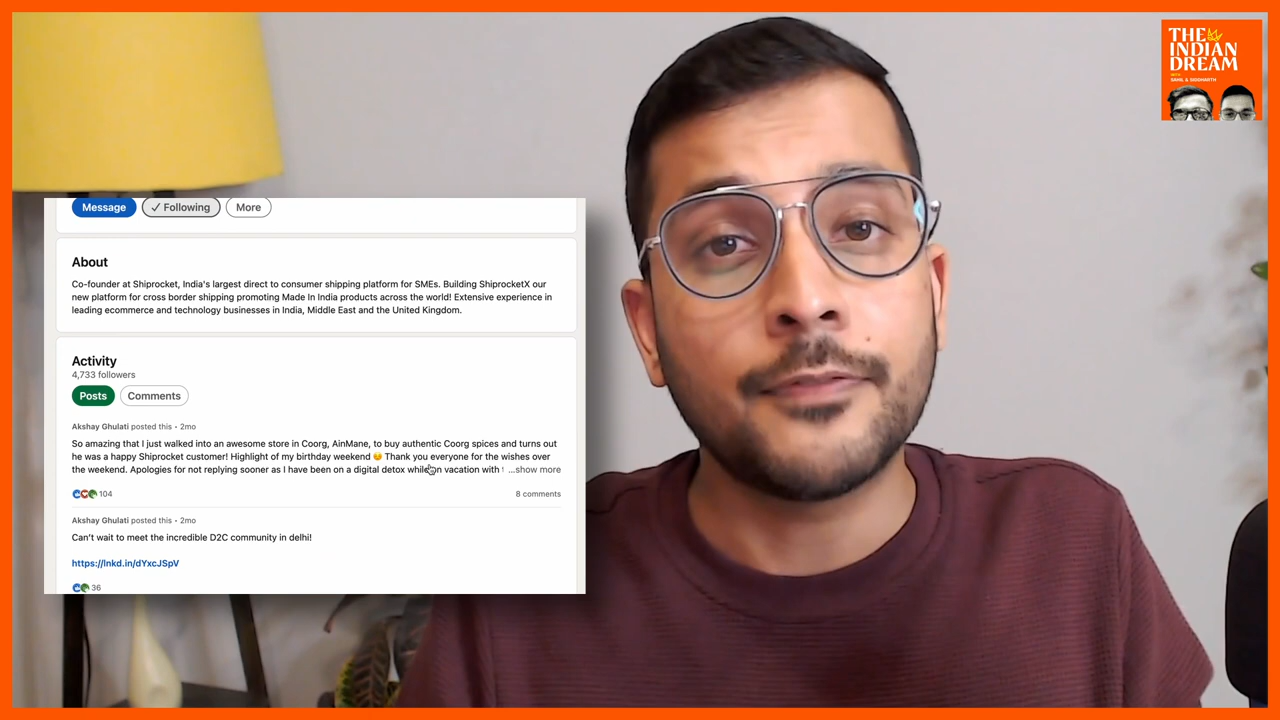 THE
INDIAN
DREAM
WITH
SAHIL & SIDDHARTH
Message
✓ Following
More
About
Co-founder at Shiprocket, India's largest direct to consumer shipping platform for SMEs. Building ShiprocketX our
new platform for cross border shipping promoting Made In India products across the world! Extensive experience in
leading ecommerce and technology businesses in India, Middle East and the United Kingdom.
Activity
4,733 followers
Posts
Comments
Akshay Ghulati posted this • 2mo
So amazing that I just walked into an awesome store in Coorg, AinMane, to buy authentic Coorg spices and turns out
he was a happy Shiprocket customer! Highlight of my birthday weekend 😊 Thank you everyone for the wishes over
the weekend. Apologies for not replying sooner as I have been on a digital detox while on vacation with ...show more
104
8 comments
Akshay Ghulati posted this • 2mo
Can't wait to meet the incredible D2C community in delhi!
https://lnkd.in/dYxcJSpV
36